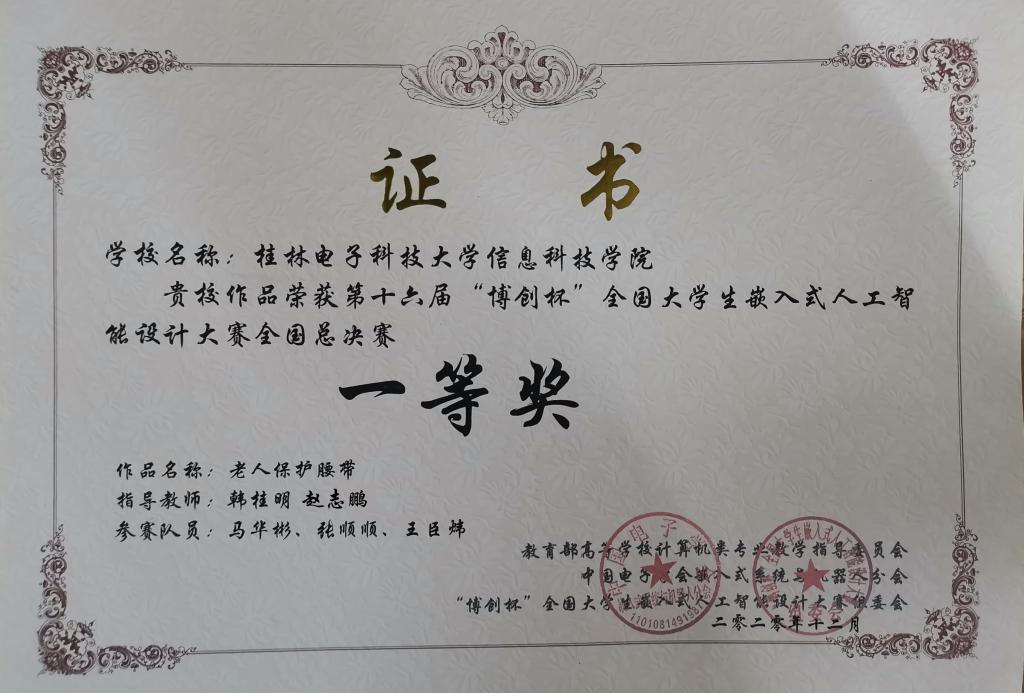 证 书
学校名称：桂林电子科技大学信息科技学院
贵校作品荣获第十六届“博创杯”全国大学生嵌入式人工智
能设计大赛全国总决赛
一等奖
作品名称：老人保护腰带
指导教师：韩桂明 赵志鹏
参赛队员：马华彬、张顺顺、王臣炜
教育部高等学校计算机类专业教学指导委员会
中国电子学会嵌入式系统与机器人分会
“博创杯”全国大学生嵌入式人工智能设计大赛组委会
二零二零年十二月